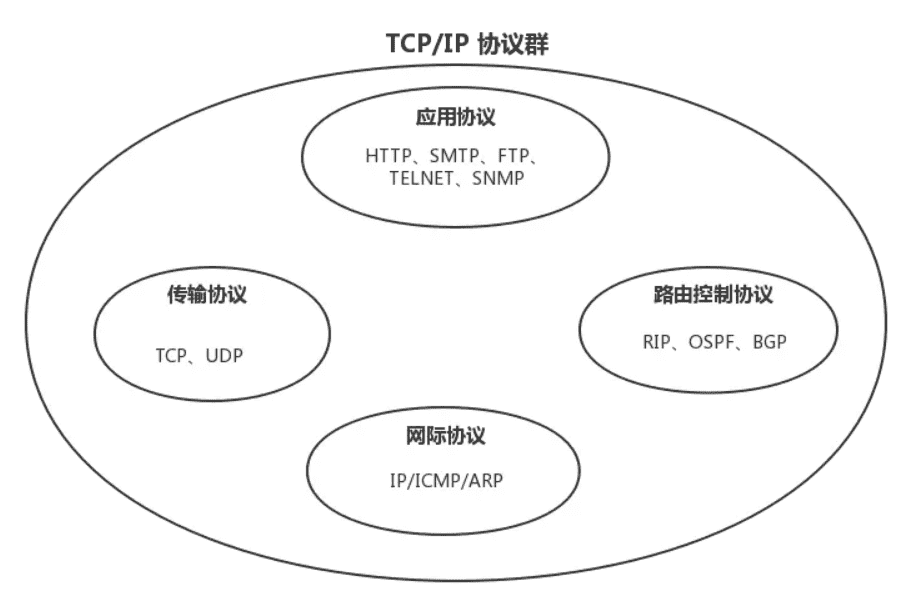 TCP/IP 协议群
应用协议
HTTP、SMTP、FTP、
TELNET、SNMP
传输协议
TCP、UDP
路由控制协议
RIP、OSPF、BGP
网际协议
IP/ICMP/ARP